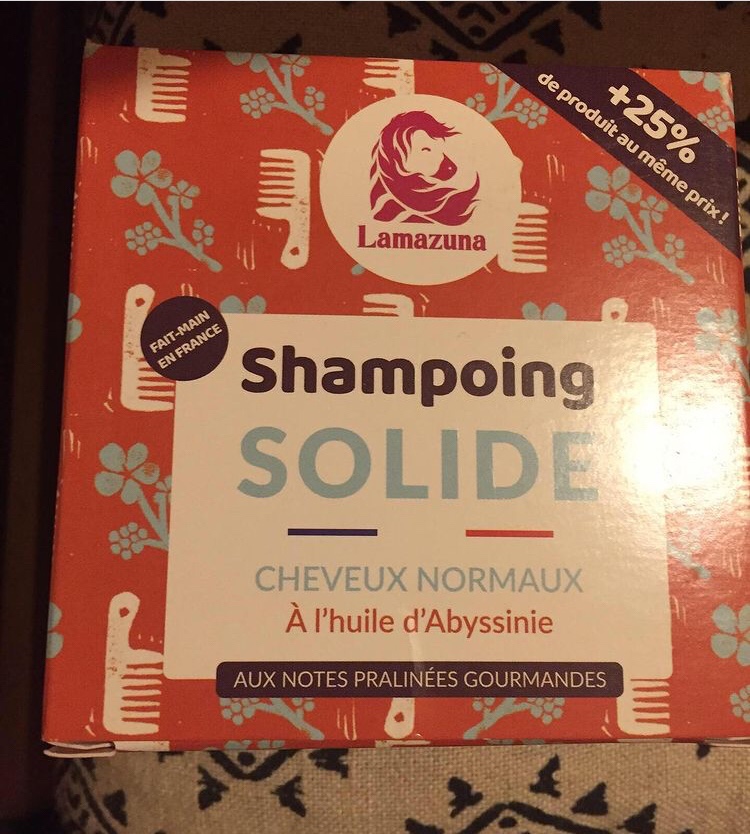 +25%
de produit au même prix !
Lamazuna
FAIT-MAIN
EN FRANCE
Shampoing
SOLIDE
CHEVEUX NORMAUX
À l'huile d'Abyssinie
AUX NOTES PRALINÉES GOURMANDES